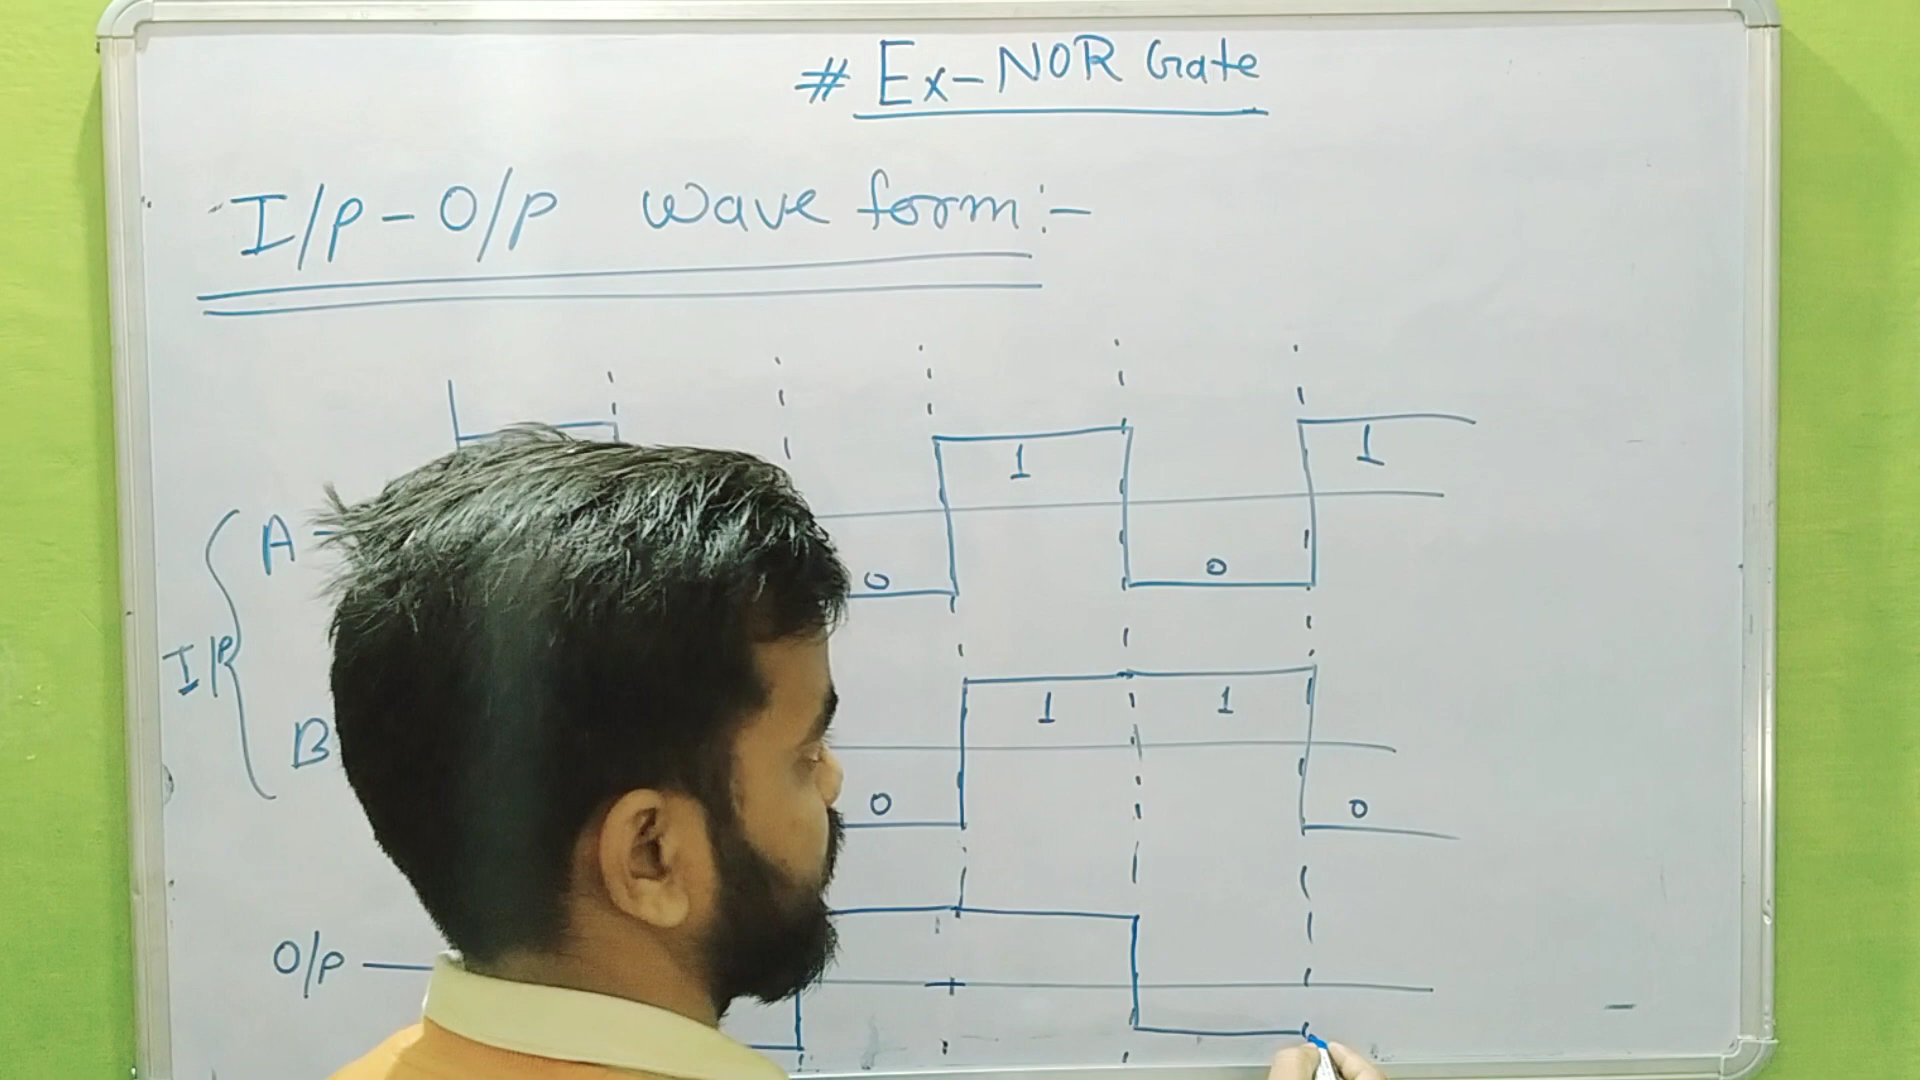 # Ex-NOR Gate
I/p - O/p wave form:-
1 1
A
0 0
I/P
1 1
B
0 0
O/p